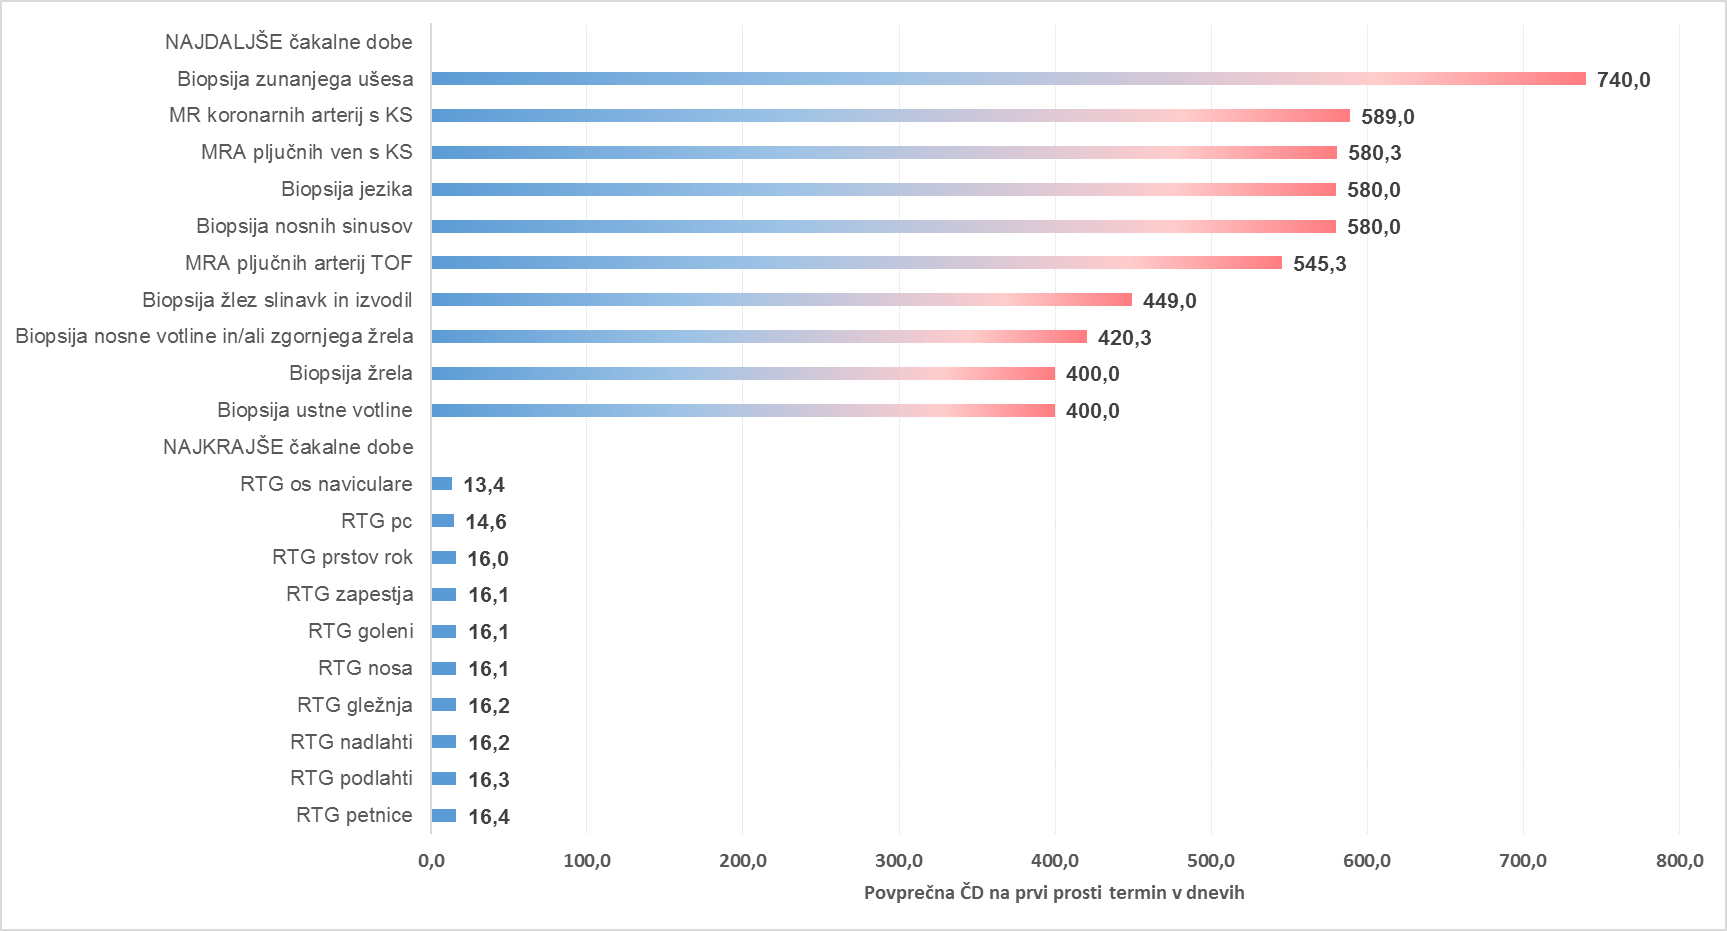 NAJDALJŠE čakalne dobe
Biopsija zunanjega ušesa 740,0
MR koronarnih arterij s KS 589,0
MRA pljučnih ven s KS 580,3
Biopsija jezika 580,0
Biopsija nosnih sinusov 580,0
MRA pljučnih arterij TOF 545,3
Biopsija žlez slinavk in izvodil 449,0
Biopsija nosne votline in/ali zgornjega žrela 420,3
Biopsija žrela 400,0
Biopsija ustne votline 400,0
NAJKRAJŠE čakalne dobe
RTG os naviculare 13,4
RTG pc 14,6
RTG prstov rok 16,0
RTG zapestja 16,1
RTG goleni 16,1
RTG nosa 16,1
RTG gležnja 16,2
RTG nadlahti 16,2
RTG podlahti 16,3
RTG petnice 16,4
0,0 100,0 200,0 300,0 400,0 500,0 600,0 700,0 800,0
Povprečna ČD na prvi prosti termin v dnevih